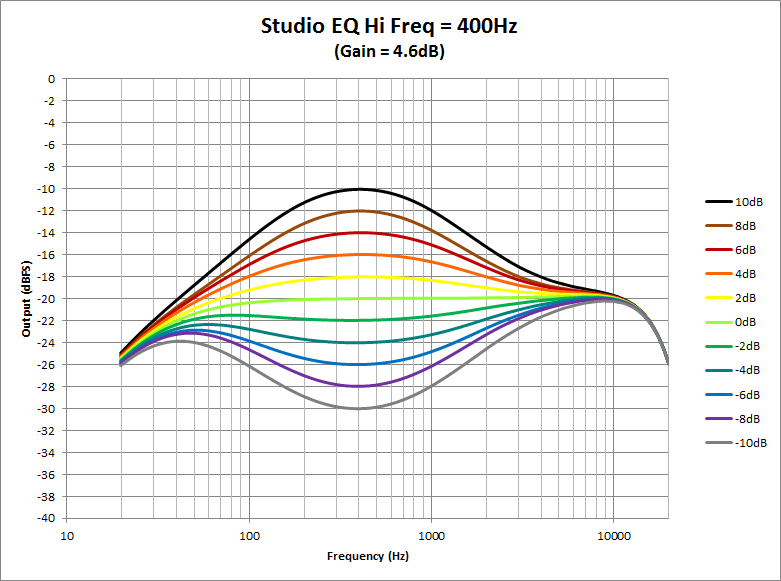 Studio EQ Hi Freq = 400Hz
(Gain = 4.6dB)
0
-2
-4
-6
-8
-10
-12
-14
-16
-18
-20
-22
-24
-26
-28
-30
-32
-34
-36
-38
-40
Output (dBFS)
10 100 1000 10000
Frequency (Hz)
10dB
8dB
6dB
4dB
2dB
0dB
-2dB
-4dB
-6dB
-8dB
-10dB